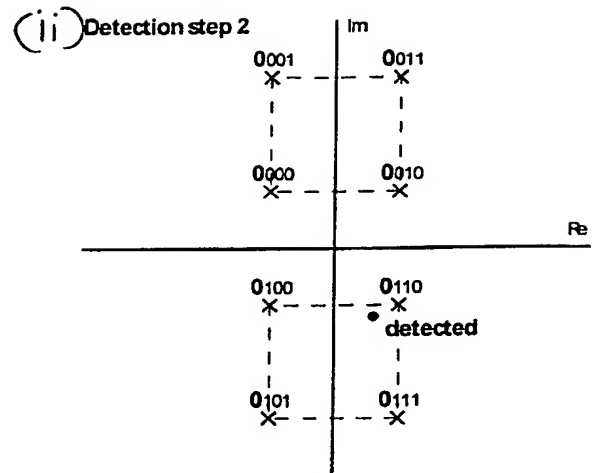 (ii) Detection step 2
Im
0001 0011
0000 0010
Re
0100 0110
detected
0101 0111